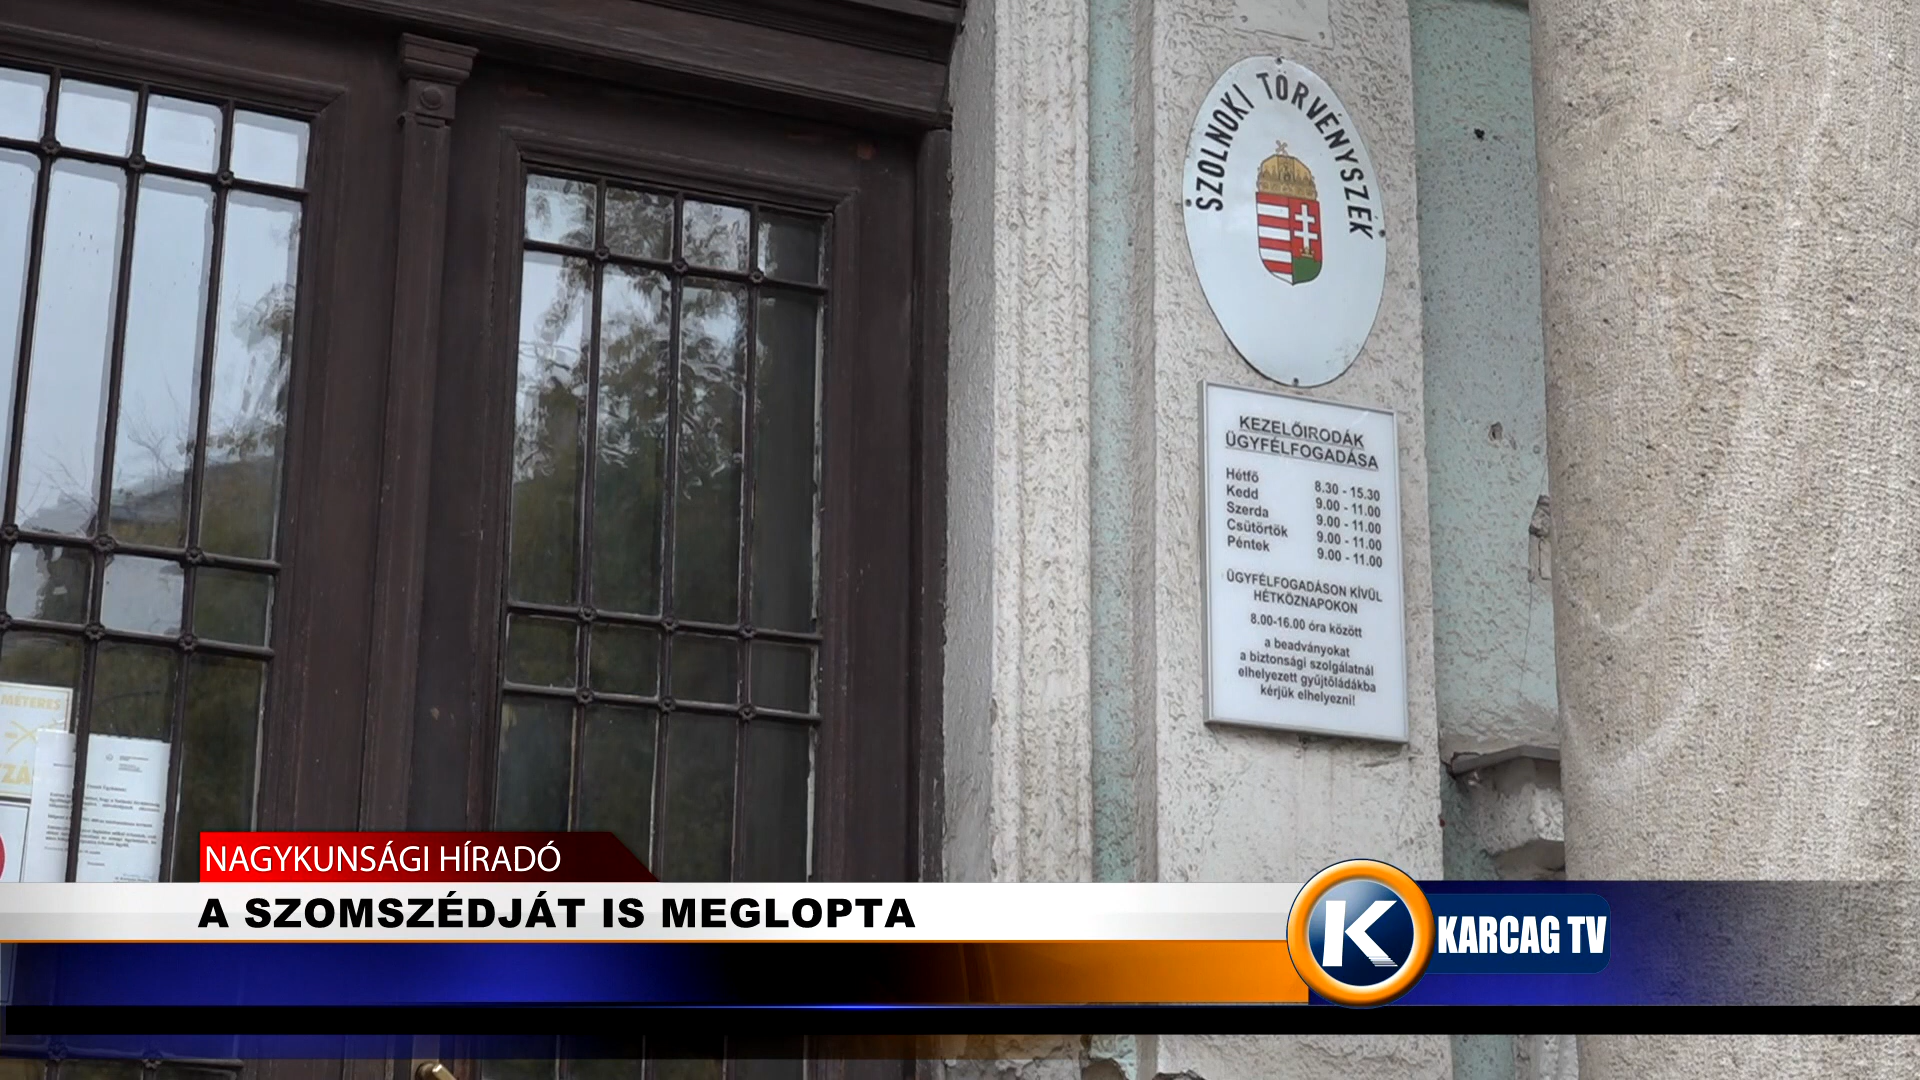 SZOLNOKI TÖRVÉNYSZÉK
KEZELŐIRODÁK
ÜGYFÉLFOGADÁSA
Hétfő 8.30 - 15.30
Kedd 9.00 - 11.00
Szerda 9.00 - 11.00
Csütörtök 9.00 - 11.00
Péntek 9.00 - 11.00
ÜGYFÉLFOGADÁSON KÍVÜL
HÉTKÖZNAPOKON
8.00-16.00 óra között
a beadványokat
a biztonsági szolgálatnál
elhelyezett gyűjtőládákba
kérjük elhelyezni!
MÉTERES
NAGYKUNSÁGI HÍRADÓ
A SZOMSZÉDJÁT IS MEGLOPTA
K KARCAG TV